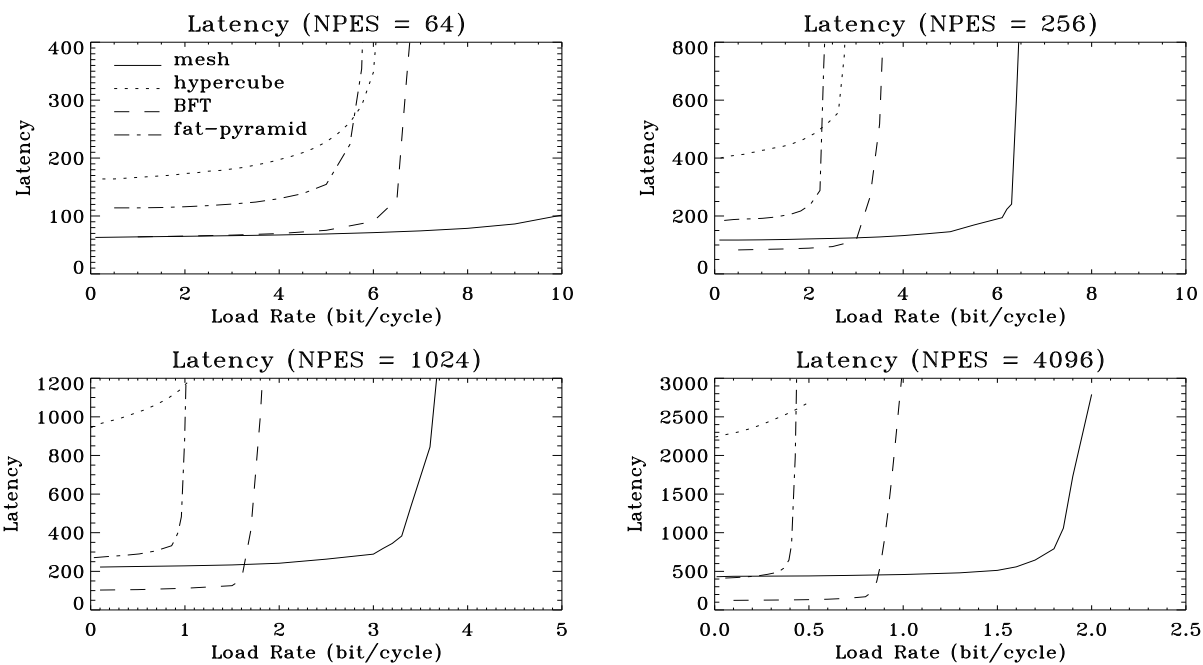 Latency (NPES = 64)
400
300
200
100
0
Latency
mesh
hypercube
BFT
fat-pyramid
0 2 4 6 8 10
Load Rate (bit/cycle)
Latency (NPES = 256)
800
600
400
200
0
Latency
0 2 4 6 8 10
Load Rate (bit/cycle)
Latency (NPES = 1024)
1200
1000
800
600
400
200
0
Latency
0 1 2 3 4 5
Load Rate (bit/cycle)
Latency (NPES = 4096)
3000
2500
2000
1500
1000
500
0
Latency
0.0 0.5 1.0 1.5 2.0 2.5
Load Rate (bit/cycle)